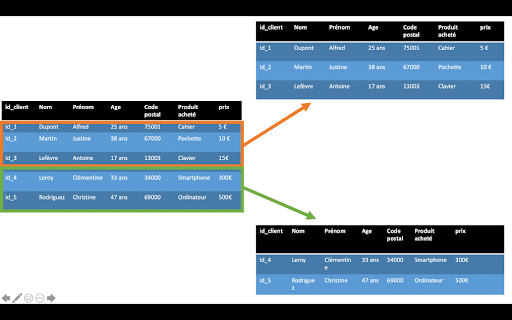 id_client Nom Prénom Age Code postal Produit acheté prix
Id_1 Dupont Alfred 25 ans 75001 Cahier 5 €
Id_2 Martin Justine 38 ans 67000 Pochette 10 €
Id_3 Lefèvre Antoine 17 ans 13003 Clavier 15€
Id_client Nom Prénom Age Code postal Produit acheté prix
Id_1 Dupont Alfred 25 ans 75001 Cahier 5 €
Id_2 Martin Justine 38 ans 67000 Pochette 10 €
Id_3 Lefèvre Antoine 17 ans 13003 Clavier 15€
Id_4 Leroy Clémentine 33 ans 34000 Smartphone 300€
Id_5 Rodriguez Christine 47 ans 69000 Ordinateur 500€
id_client Nom Prénom Age Code postal Produit acheté prix
id_4 Leroy Clémentin e 33 ans 34000 Smartphone 300€
id_5 Rodrigue z Christine 47 ans 69000 Ordinateur 500€